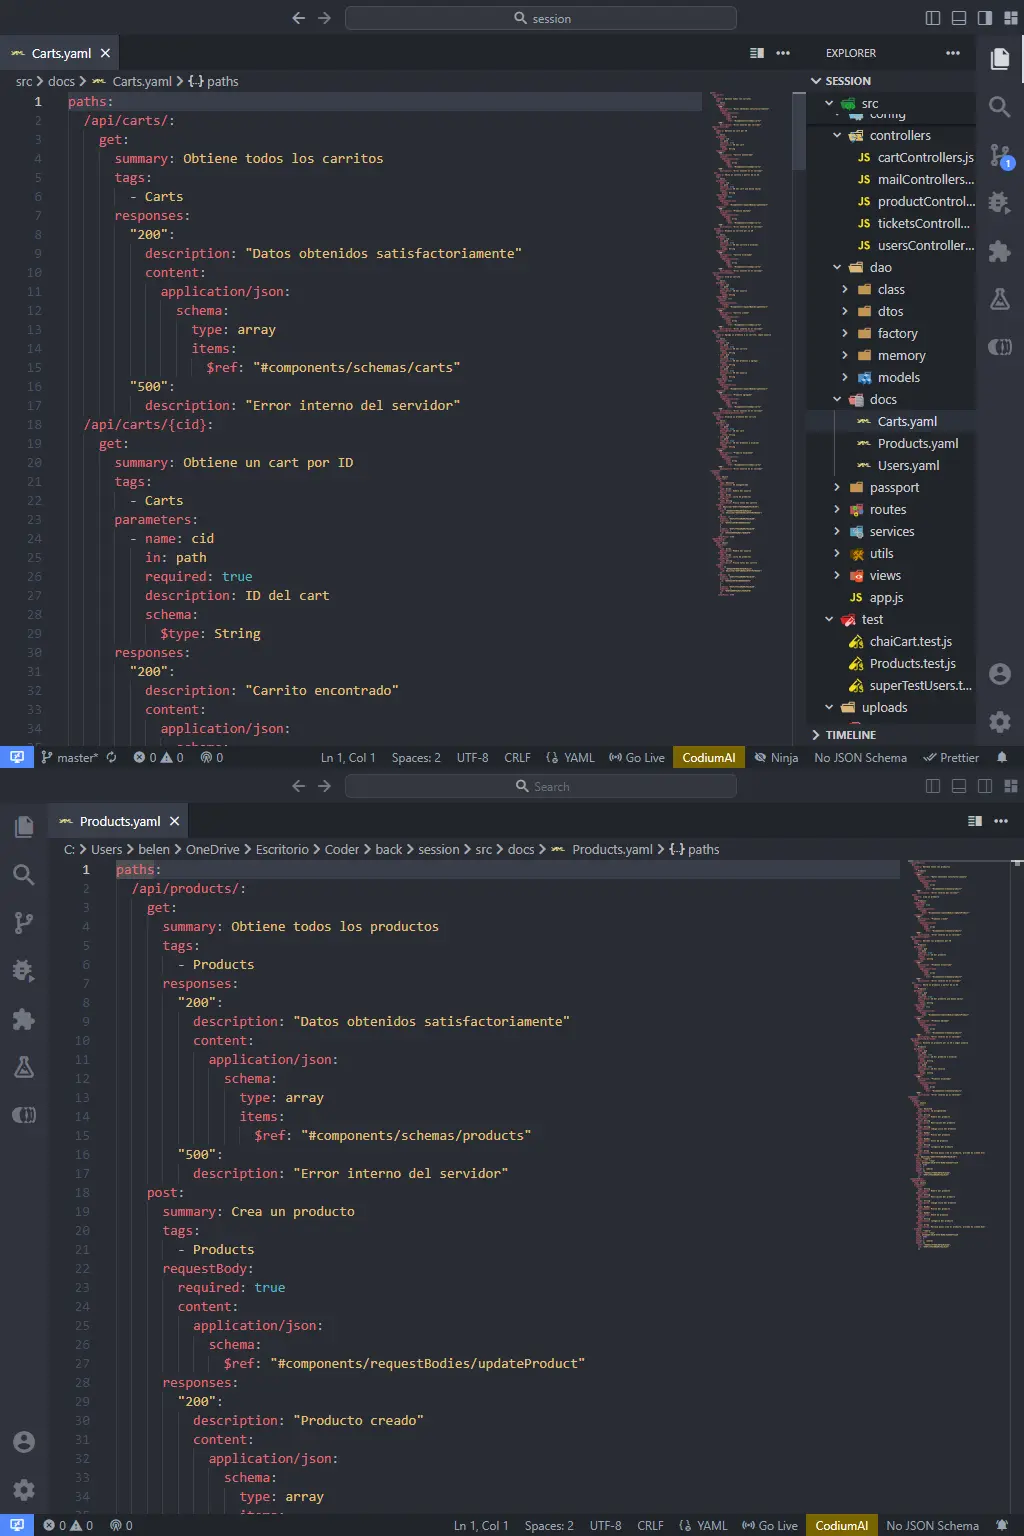 session
Carts.yaml
EXPLORER
src > docs > Carts.yaml > {} paths
SESSION
1 paths:
2 /api/carts/:
3 get:
4 summary: Obtiene todos los carritos
5 tags:
6 - Carts
7 responses:
8 "200":
9 description: "Datos obtenidos satisfactoriamente"
10 content:
11 application/json:
12 schema:
13 type: array
14 items:
15 $ref: "#components/schemas/carts"
16 "500":
17 description: "Error interno del servidor"
18 /api/carts/{cid}:
19 get:
20 summary: Obtiene un cart por ID
21 tags:
22 - Carts
23 parameters:
24 - name: cid
25 in: path
26 required: true
27 description: ID del cart
28 schema:
29 $type: String
30 responses:
31 "200":
32 description: "Carrito encontrado"
33 content:
34 application/json:
src
config
controllers
JS cartControllers.js
JS mailControllers...
JS productControl...
JS ticketsControll...
JS usersController...
dao
class
dtos
factory
memory
models
docs
Carts.yaml
Products.yaml
Users.yaml
passport
routes
services
utils
views
JS app.js
test
chaiCart.test.js
Products.test.js
superTestUsers.t...
uploads
TIMELINE
1
master* 0 0 0 Ln 1, Col 1 Spaces: 2 UTF-8 CRLF YAML Go Live CodiumAI Ninja No JSON Schema Prettier
Search
Products.yaml
C: > Users > belen > OneDrive > Escritorio > Coder > back > session > src > docs > Products.yaml > {} paths
1 paths:
2 /api/products/:
3 get:
4 summary: Obtiene todos los productos
5 tags:
6 - Products
7 responses:
8 "200":
9 description: "Datos obtenidos satisfactoriamente"
10 content:
11 application/json:
12 schema:
13 type: array
14 items:
15 $ref: "#components/schemas/products"
16 "500":
17 description: "Error interno del servidor"
18 post:
19 summary: Crea un producto
20 tags:
21 - Products
22 requestBody:
23 required: true
24 content:
25 application/json:
26 schema:
27 $ref: "#components/requestBodies/updateProduct"
28 responses:
29 "200":
30 description: "Producto creado"
31 content:
32 application/json:
33 schema:
34 type: array
0 0 0 Ln 1, Col 1 Spaces: 2 UTF-8 CRLF YAML Go Live CodiumAI No JSON Schema